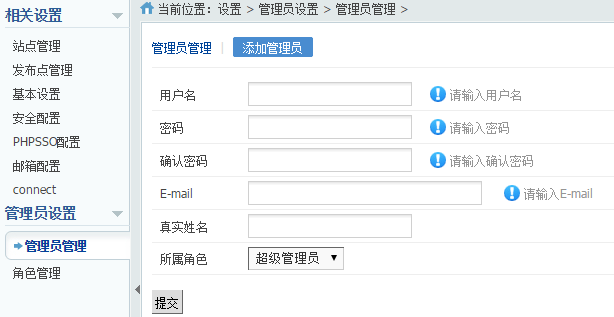 相关设置
站点管理
发布点管理
基本设置
安全配置
PHPSSO配置
邮箱配置
connect
管理员设置
管理员管理
角色管理
当前位置：设置 > 管理员设置 > 管理员管理 >
管理员管理 | 添加管理员
用户名 请输入用户名
密码 请输入密码
确认密码 请输入确认密码
E-mail 请输入E-mail
真实姓名
所属角色 超级管理员
提交